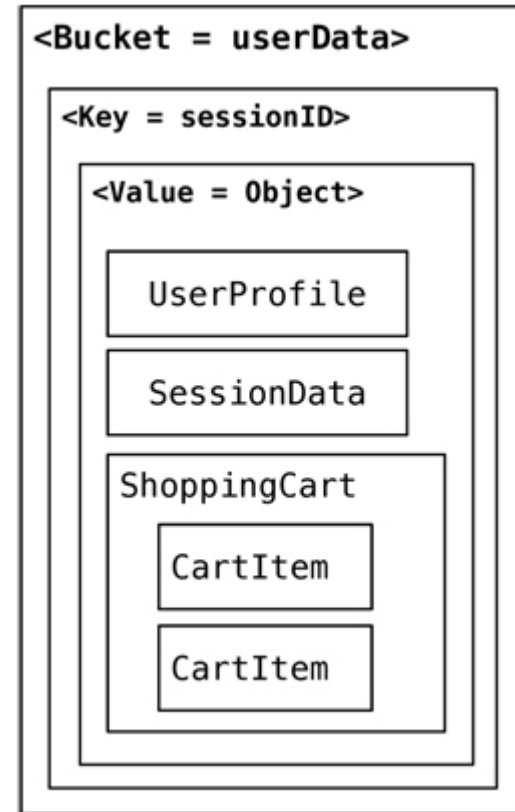 <Bucket = userData>
<Key = sessionID>
<Value = Object>
UserProfile
SessionData
ShoppingCart
CartItem
CartItem